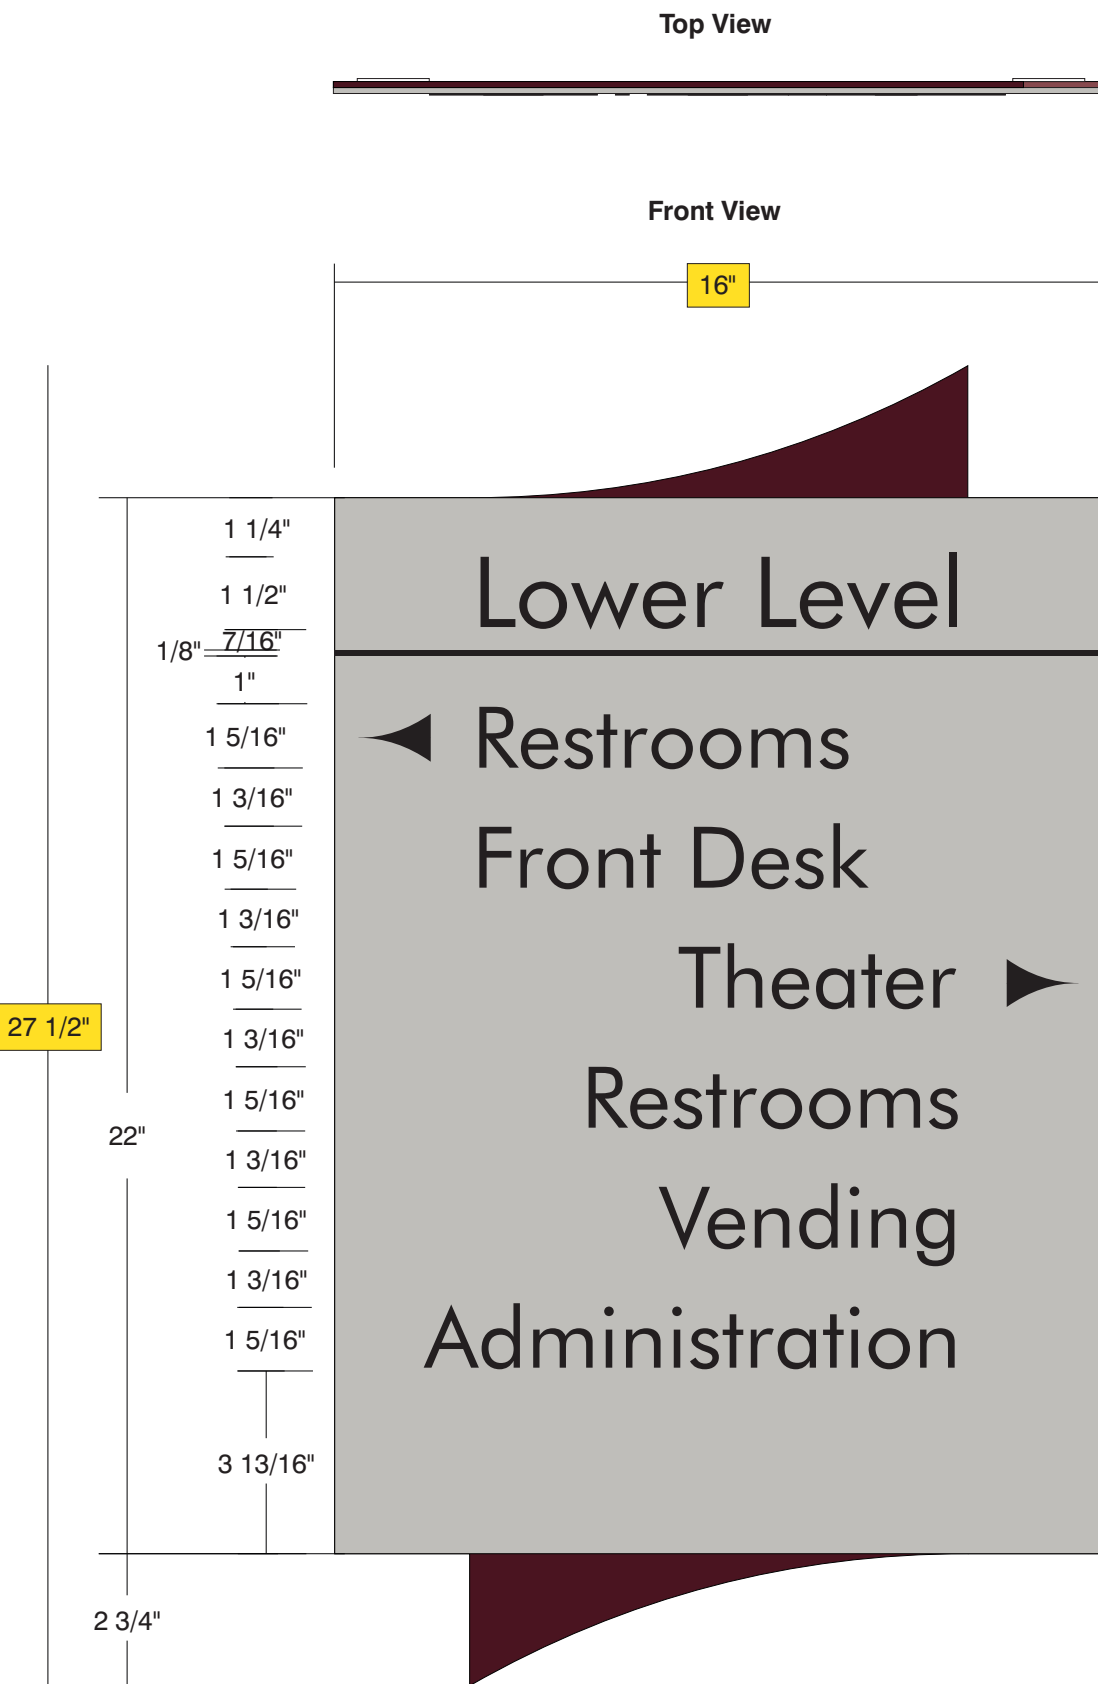 Top View
Front View
16"
1 1/4"
Lower Level
1 1/2"
7/16"
1/8"
1"
1 5/16"
Restrooms
1 3/16"
1 5/16"
Front Desk
1 3/16"
1 5/16"
Theater
27 1/2"
1 3/16"
1 5/16"
Restrooms
22"
1 3/16"
1 5/16"
Vending
1 3/16"
1 5/16"
Administration
3 13/16"
2 3/4"